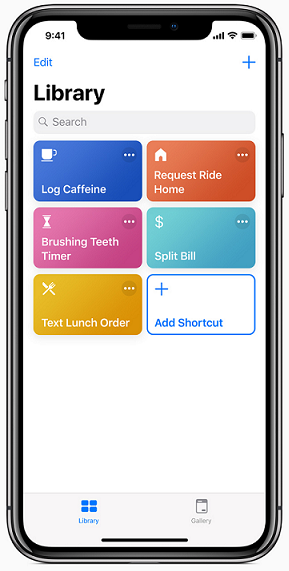 9:41
Edit
Library
Search
Log Caffeine
Request Ride
Home
Brushing Teeth
Timer
$
Split Bill
Text Lunch Order
Add Shortcut
Library
Gallery